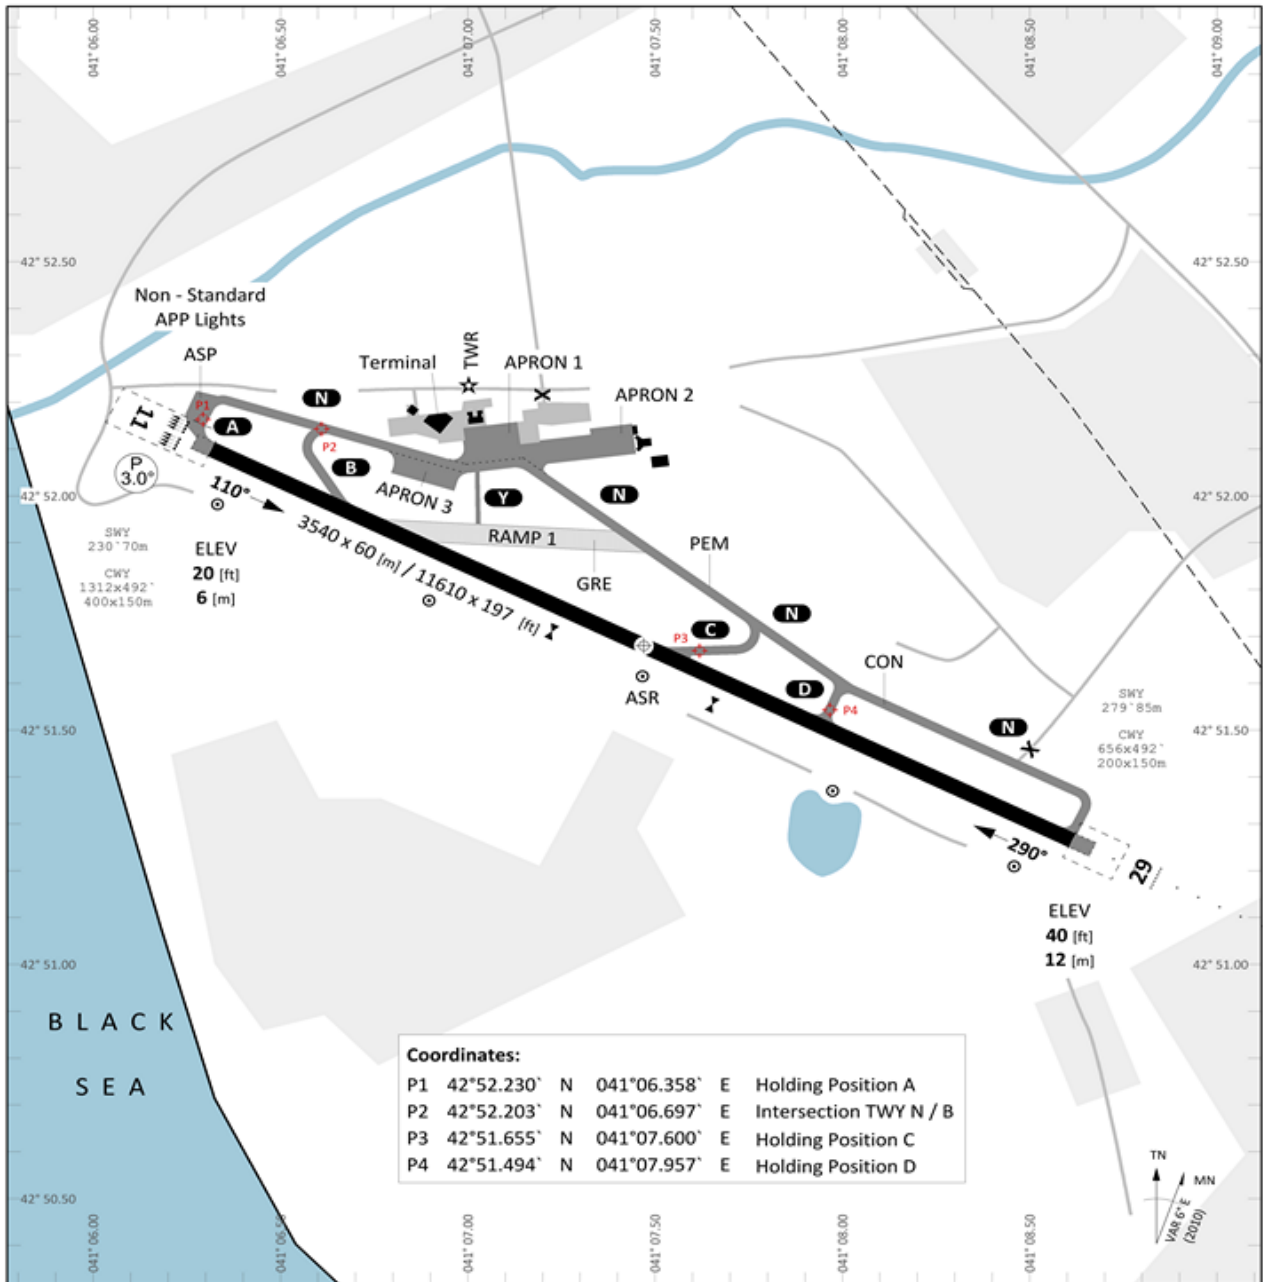 041° 06.00
041° 06.50
041° 07.00
041° 07.50
041° 08.00
041° 08.50
041° 09.00
42° 52.50
42° 52.50
Non - Standard
APP Lights
ASP
Terminal
TWR
APRON 1
APRON 2
N
P1
A
P2
11
B
P
3.0°
APRON 3
Y
N
42° 52.00
42° 52.00
110°
SWY
230`70m
CWY
1312x492`
400x150m
ELEV
20 [ft]
6 [m]
3540 x 60 [m] / 11610 x 197 [ft]
RAMP 1
GRE
PEM
N
C
P3
CON
D
P4
ASR
N
SWY
279`85m
CWY
656x492`
200x150m
42° 51.50
42° 51.50
290°
29
ELEV
40 [ft]
12 [m]
42° 51.00
42° 51.00
BLACK
SEA
Coordinates:
P1 42°52.230` N 041°06.358` E Holding Position A
P2 42°52.203` N 041°06.697` E Intersection TWY N / B
P3 42°51.655` N 041°07.600` E Holding Position C
P4 42°51.494` N 041°07.957` E Holding Position D
TN
MN
VAR 6° E
(2010)
42° 50.50
42° 50.50
041° 06.00
041° 06.50
041° 07.00
041° 07.50
041° 08.00
041° 08.50